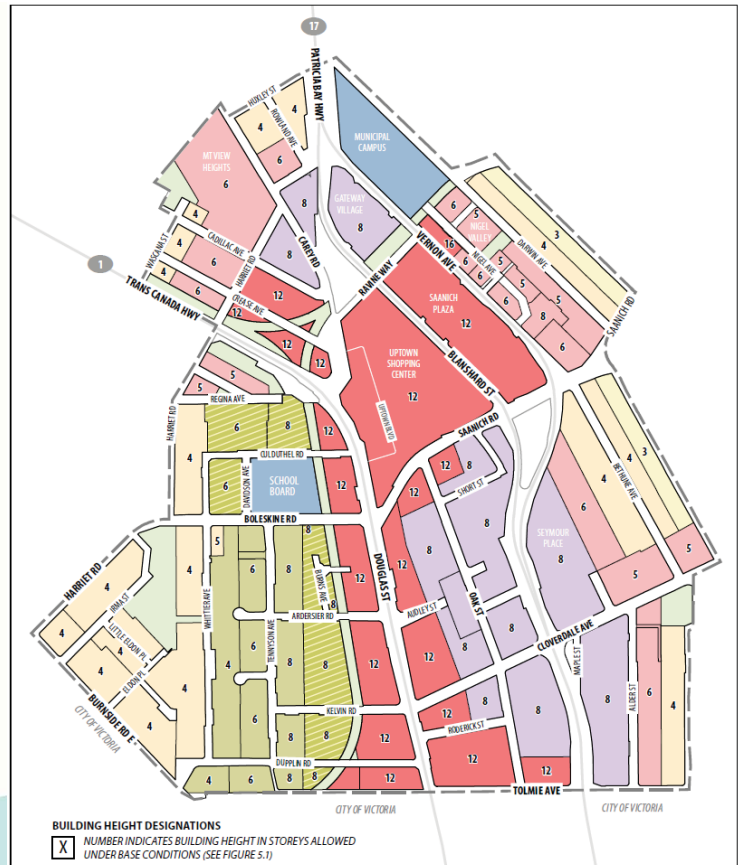 17
PATRICIA BAY HWY
HUXLEY ST
4
4
ROWLAND AVE
6
MUNICIPAL
CAMPUS
MTVIEW
HEIGHTS
6
8
GATEWAY
VILLAGE
8
6
5
NIGEL
VALLEY
3
4
DARWIN AVE
4
4
WASCANA ST
CADILLAC AVE
6
HARRIET RD
8
CAREY RD
VERNON AVE
16
6
6
NIGEL AVE
5
5
6
5
8
6
SAANICH RD
1
TRANS CANADA HWY
4
6
CREASE AVE
12
12
12
12
RAVINE WAY
SAANICH
PLAZA
12
UPTOWN
SHOPPING
CENTER
12
UPTOWN BLVD
BLANSHARD ST
5
5
REGINA AVE
HARRIET RD
4
6
8
12
CULDUTHEL RD
6
DAVIDSON AVE
SCHOOL
BOARD
12
BOLESKINE RD
SAANICH RD
12
8
SHORT ST
12
8
8
SEYMOUR
PLACE
8
6
4
4
3
BETHUNE AVE
5
5
HARRIET RD
4
IRMA ST
4
LITTLE ELDON PL
4
4
ELDON PL
4
4
BURNSIDE RD E
CITY OF VICTORIA
4
5
WHITTIER AVE
4
6
8
8
BURNS AVE
8
12
DOUGLAS ST
12
8
AUDLEY ST
OAK ST
8
CLOVERDALE AVE
ARDERSIER RD
TENNYSON AVE
6
8
8
12
12
8
8
MAPLE ST
6
KELVIN RD
8
8
12
12
8
8
8
ALDER ST
6
4
RODERICK ST
DUPPLIN RD
4
6
8
8
12
12
12
12
TOLMIE AVE
CITY OF VICTORIA
CITY OF VICTORIA
BUILDING HEIGHT DESIGNATIONS
X
NUMBER INDICATES BUILDING HEIGHT IN STOREYS ALLOWED
UNDER BASE CONDITIONS (SEE FIGURE 5.1)